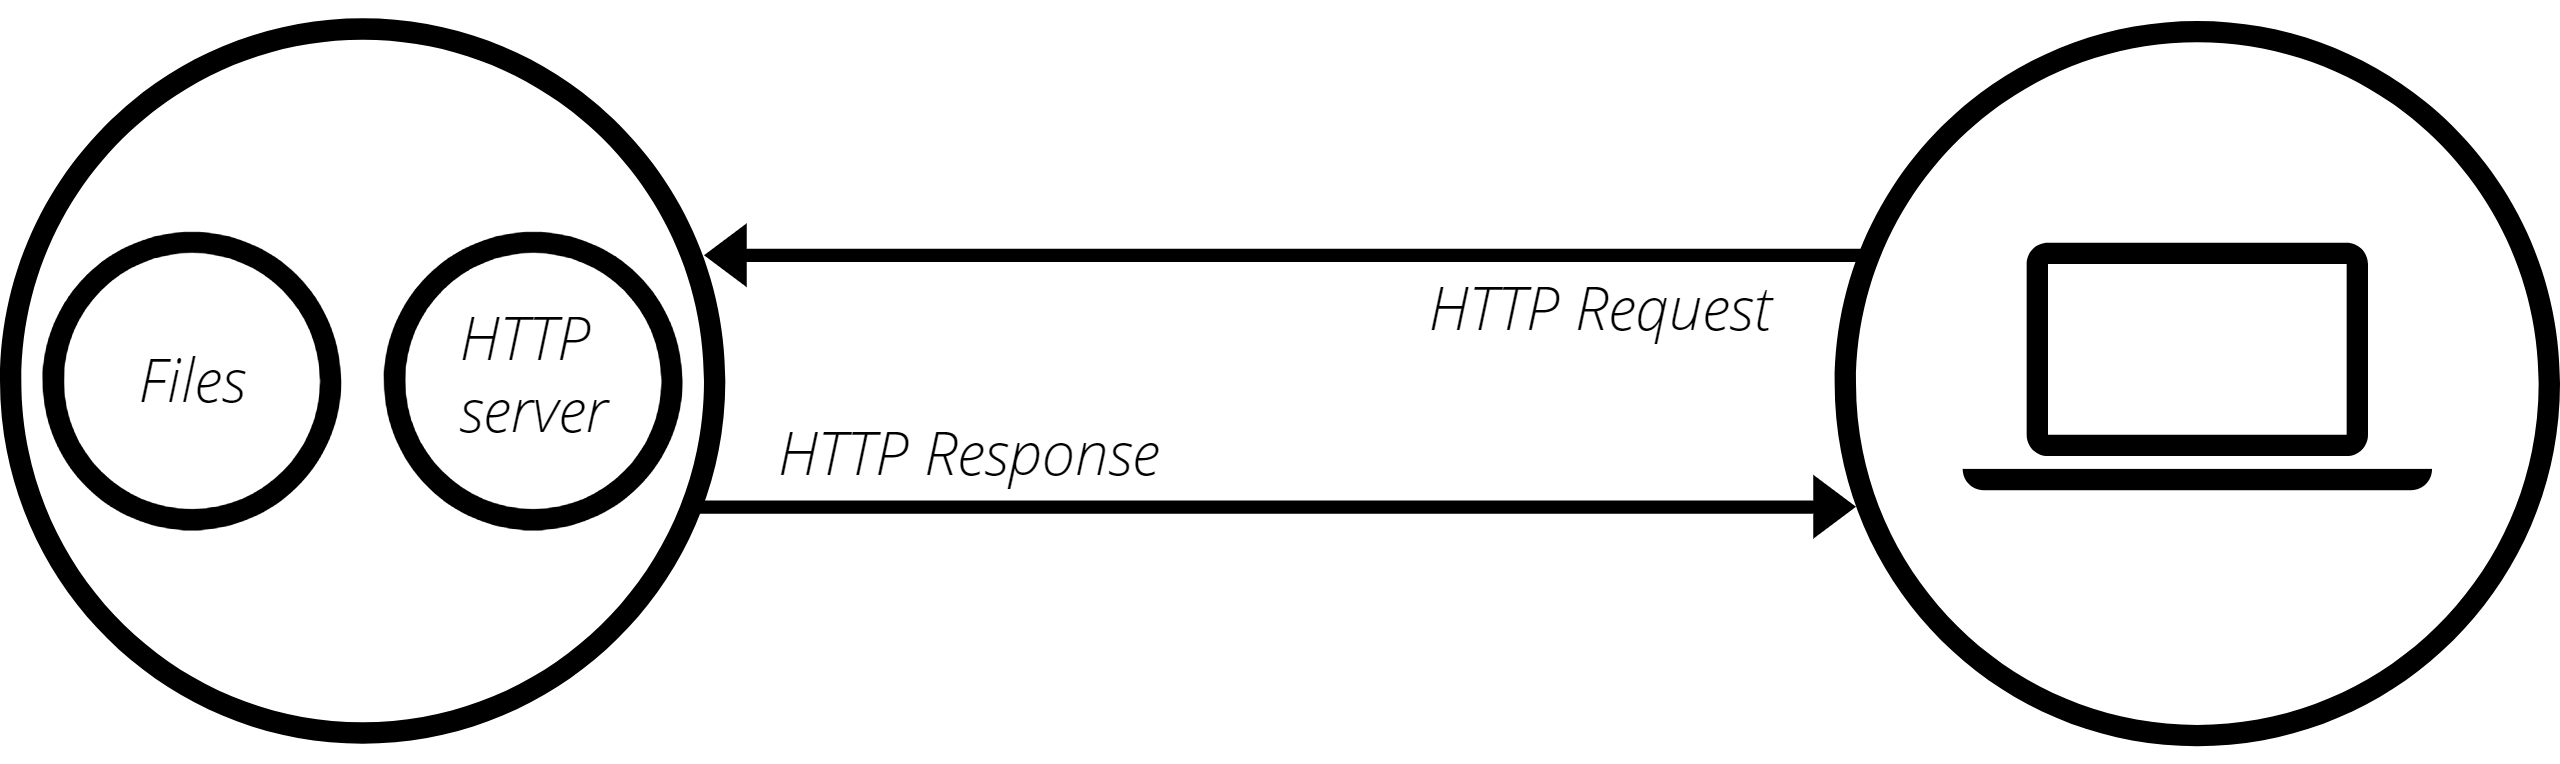 Files
HTTP
server
HTTP Request
HTTP Response